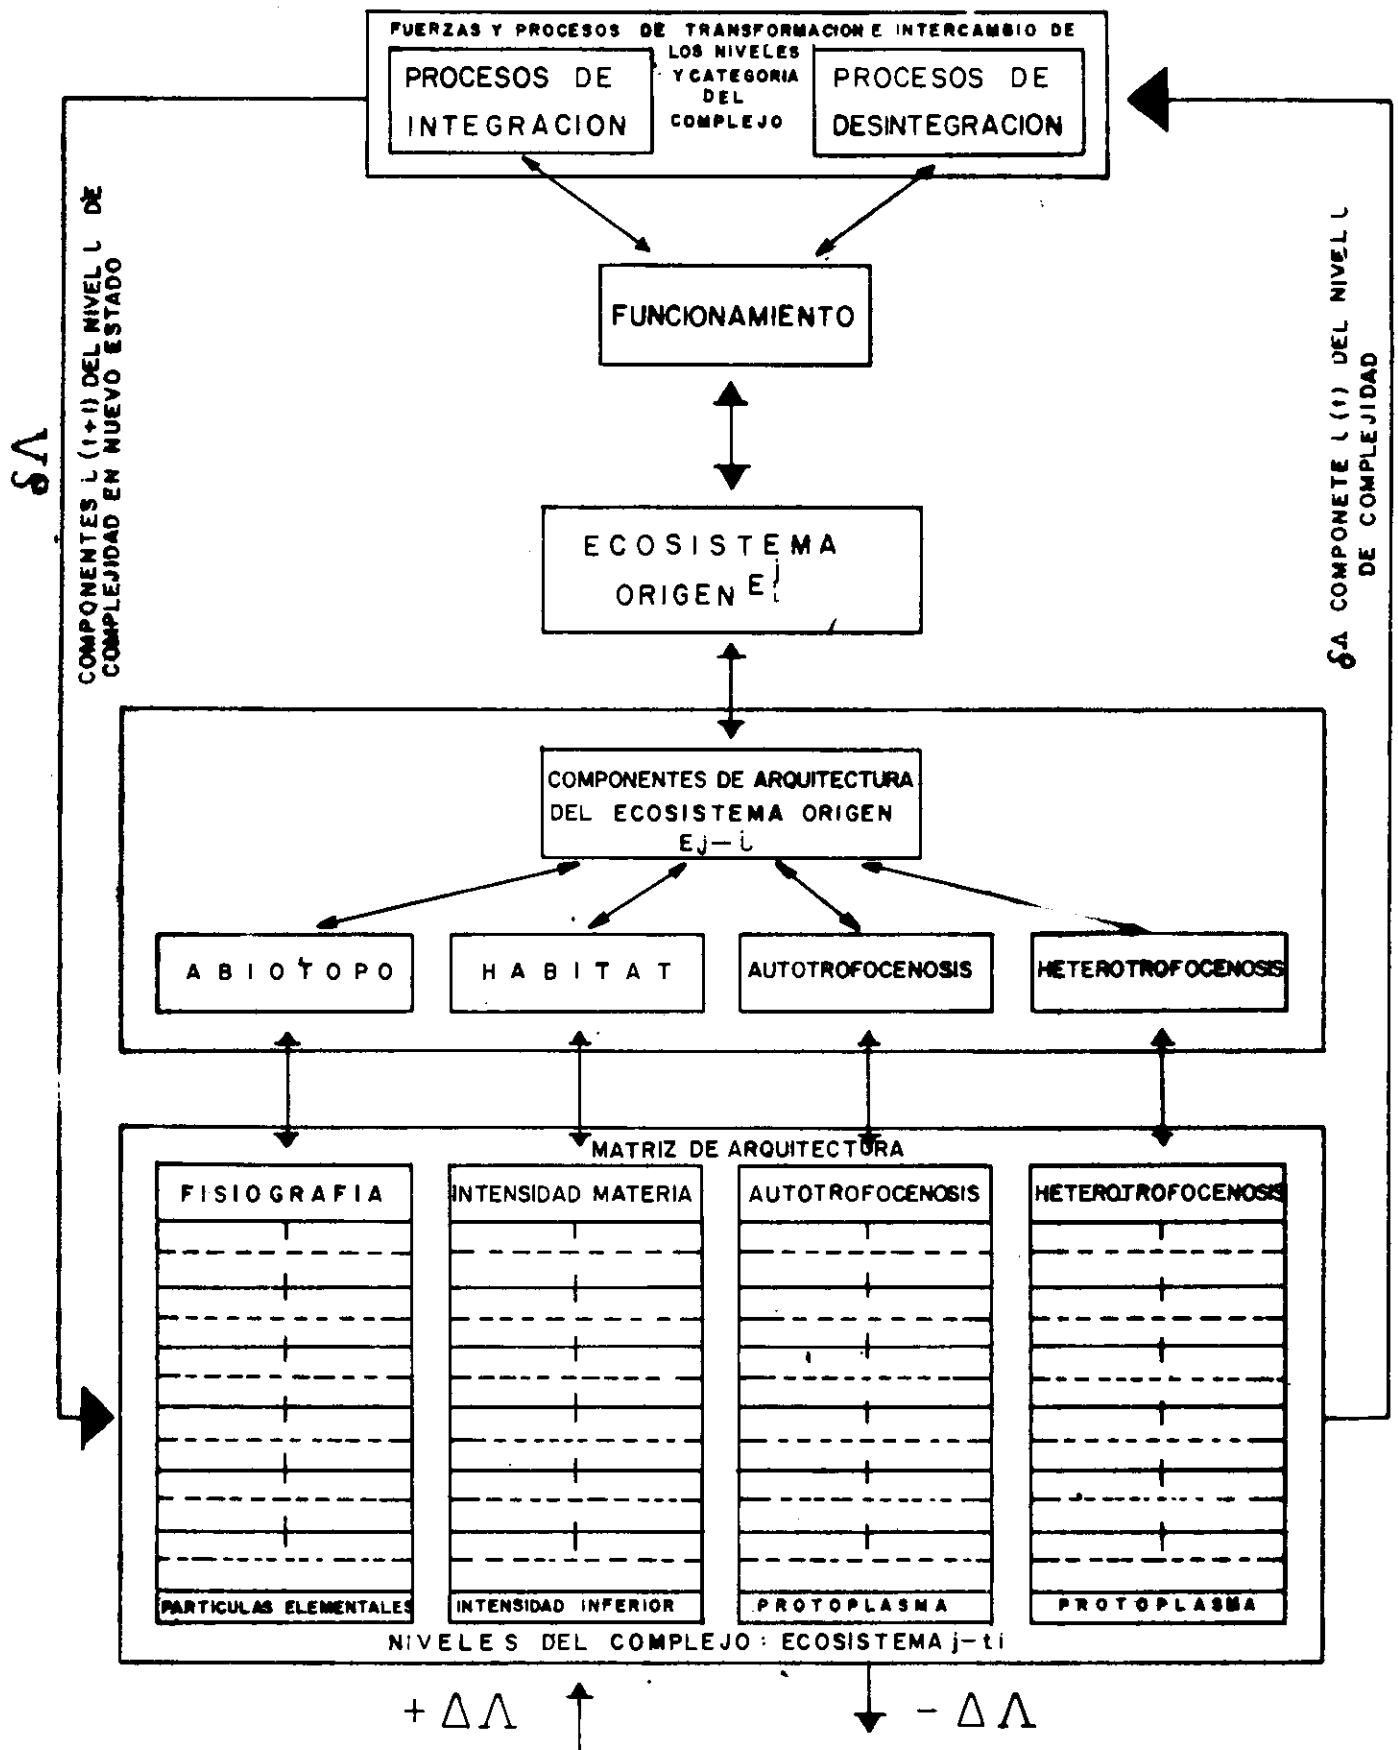 FUERZAS Y PROCESOS DE TRANSFORMACION E INTERCAMBIO DE
LOS NIVELES
Y CATEGORIA
DEL
COMPLEJO
PROCESOS DE
INTEGRACION
PROCESOS DE
DESINTEGRACION
FUNCIONAMIENTO
ECOSISTEMA
ORIGEN E j i
δΛ
COMPONENTES i (t+1) DEL NIVEL L DE
COMPLEJIDAD EN NUEVO ESTADO
δΛ COMPONETE i (t) DEL NIVEL L
DE COMPLEJIDAD
COMPONENTES DE ARQUITECTURA
DEL ECOSISTEMA ORIGEN
Ej-i
ABIOTOPO
HABITAT
AUTOTROFOCENOSIS
HETEROTROFOCENOSIS
MATRIZ DE ARQUITECTURA
FISIOGRAFIA
INTENSIDAD MATERIA
AUTOTROFOCENOSIS
HETEROTROFOCENOSIS
PARTICULAS ELEMENTALES
INTENSIDAD INFERIOR
PROTOPLASMA
PROTOPLASMA
NIVELES DEL COMPLEJO: ECOSISTEMA j-ti
+ΔΛ
- ΔΛ